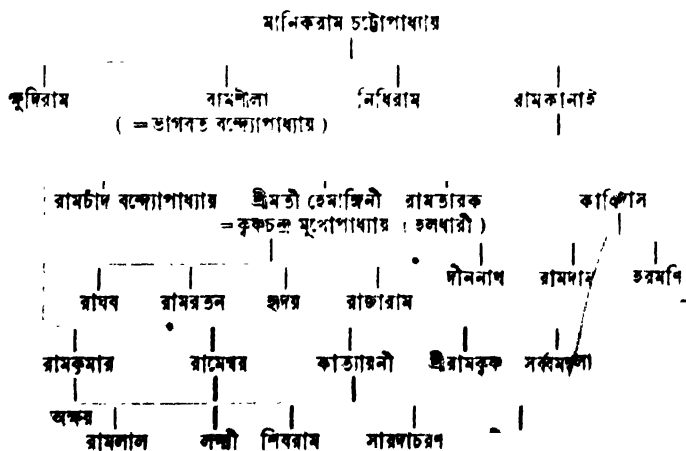 মানিকরাম চট্টোপাধ্যায়
ক্ষুদিরাম রামশীলা নিধিরাম রামকানাই
( = ভাগবত বন্দ্যোপাধ্যায় )
রামচাঁদ বন্দ্যোপাধ্যায় শ্রীমতী হেমাঙ্গিনী রামতারক কালিদাস
= কৃষ্ণচন্দ্র মুখোপাধ্যায় ( হলধারী )
দীননাথ রামদাস হরমণি
রাঘব রামরতন হৃদয় রাজারাম
রামকুমার রামেশ্বর কাত্যায়নী শ্রীরামকৃষ্ণ সর্ব্বমঙ্গলা
অক্ষয়
রামলাল লক্ষ্মী শিবরাম সারদাচরণ